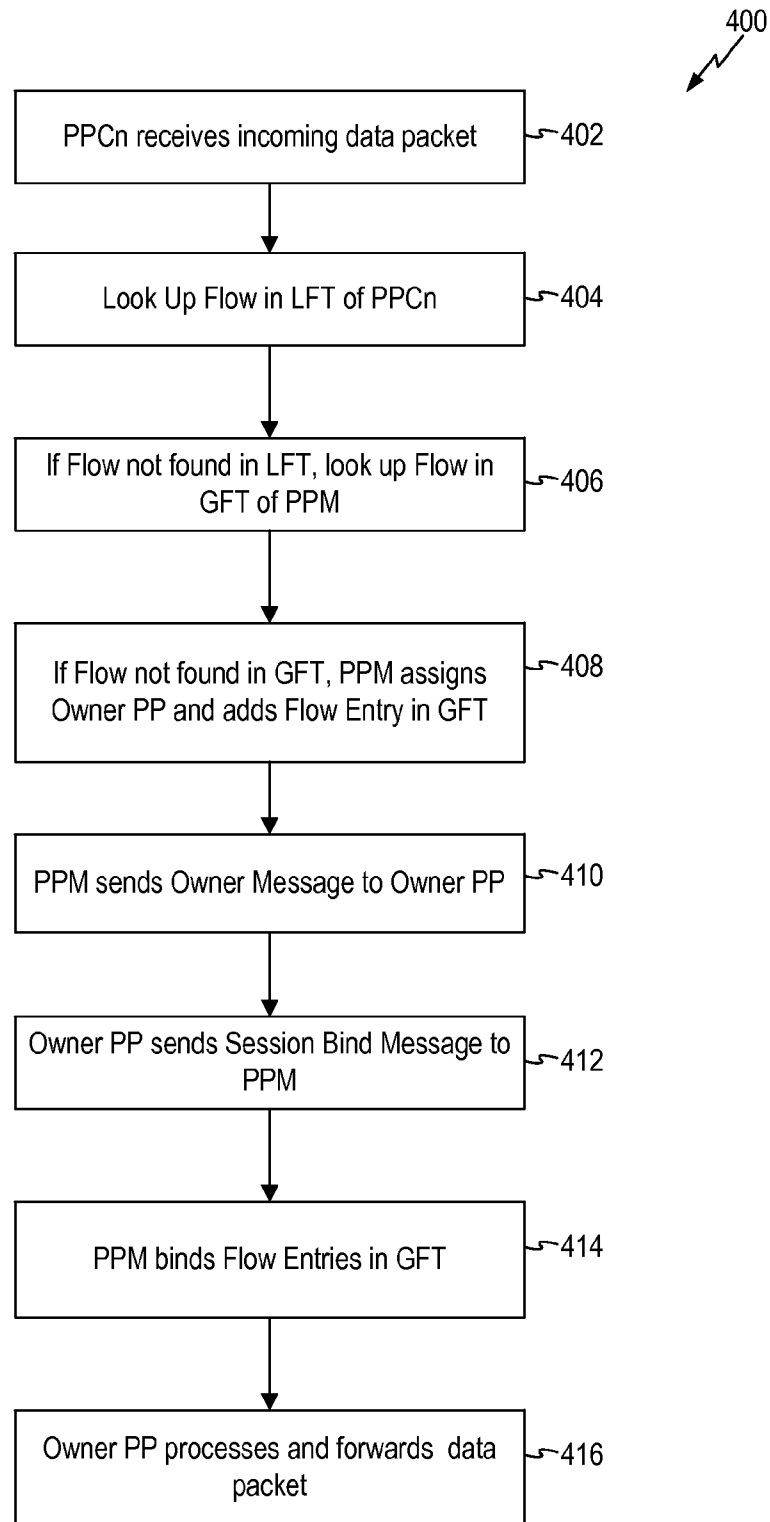 400
PPCn receives incoming data packet
402
Look Up Flow in LFT of PPCn
404
If Flow not found in LFT, look up Flow in
GFT of PPM
406
If Flow not found in GFT, PPM assigns
Owner PP and adds Flow Entry in GFT
408
PPM sends Owner Message to Owner PP
410
Owner PP sends Session Bind Message to
PPM
412
PPM binds Flow Entries in GFT
414
Owner PP processes and forwards data
packet
416